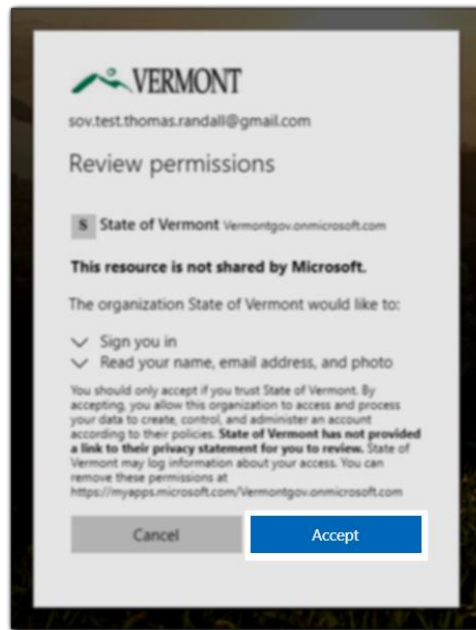 VERMONT
sov.test.thomas.randall@gmail.com
Review permissions
S State of Vermont Vermontgov.onmicrosoft.com
This resource is not shared by Microsoft.
The organization State of Vermont would like to:
Sign you in
Read your name, email address, and photo
You should only accept if you trust State of Vermont. By
accepting, you allow this organization to access and process
your data to create, control, and administer an account
according to their policies. State of Vermont has not provided
a link to their privacy statement for you to review. State of
Vermont may log information about your access. You can
remove these permissions at
https://myapps.microsoft.com/Vermontgov.onmicrosoft.com
Cancel Accept